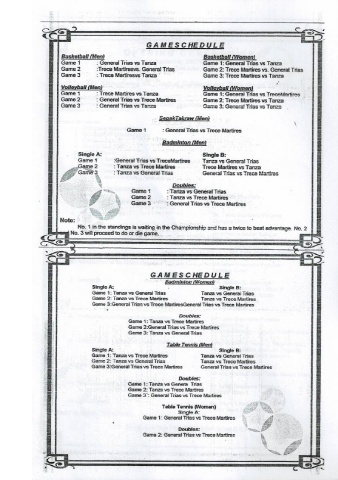 GAMESCHEDULE
Basketball (Men) Basketball (Women)
Game 1 : General Trias vs Tanza Game 1: General Trias vs Tanza
Game 2 :Trece Martiresvs. General Trias Game 2: Trece Martires vs. General Trias
Game 3 : Trece Martiresvs Tanza Game 3: Trece Martires vs Tanza
Volleyball (Men) Volleyball (Women)
Game 1 : Trece Martires vs Tanza Game 1: General Trias vs TreceMartires
Game 2 : General Trias vs Trece Martires Game 2: Trece Martires vs Tanza
Game 3 : General Trias vs Tanza Game 3: General Trias vs Tanza
SepakTakraw (Men)
Game 1 : General Trias vs Trece Martires
Badminton (Men)
Single A: Single B:
Game 1 :General Trias vs TreceMartires Tanza vs General Trias
Game 2 : Tanza vs Trece Martires Tanza vs Trece Martires
Game 3 : Tanza vs General Trias General Trias vs Trece Martires
Doubles:
Game 1 : Tanza vs General Trias
Game 2 : Tanza vs Trece Martires
Game 3 : General Trias vs Trece Martires
Note:
No. 1 in the standings is waiting in the Championship and has a twice to beat advantage. No. 2
No. 3 will proceed to do or die game...
GAMESCHEDULE
Badminton (Women)
Single A: Single B:
Game 1: Tanza vs General Trias Tanza vs General Trias
Game 2: Tanza vs Trece Martires Tanza vs Trece Martires
Game 3:General Trias vs Trece MartiresGeneral Trias vs Trece Martires
Doubles:
Game 1: Tanza vs Trece Martires
Game 2:General Trias vs Trece Martires
Game 3: Tanza vs General Trias
Table Tennis (Men)
Single A: Single B:
Game 1: Tanza vs Trece Martires Tanza vs Trece Martires
Game 2: Tanza vs General Trias Tanza vs General Trias
Game 3:General Trias vs Trece Martires General Trias vs Trece Martires
Doubles:
Game 1: Tanza vs General Trias
Game 2: Tanza vs Trece Martires
Game 3 : General Trias vs Trece Martires
Table Tennis (Women)
Single A:
Game 1: General Trias vs Trece Martires
Doubles:
Game 2: General Trias vs Trece Martires